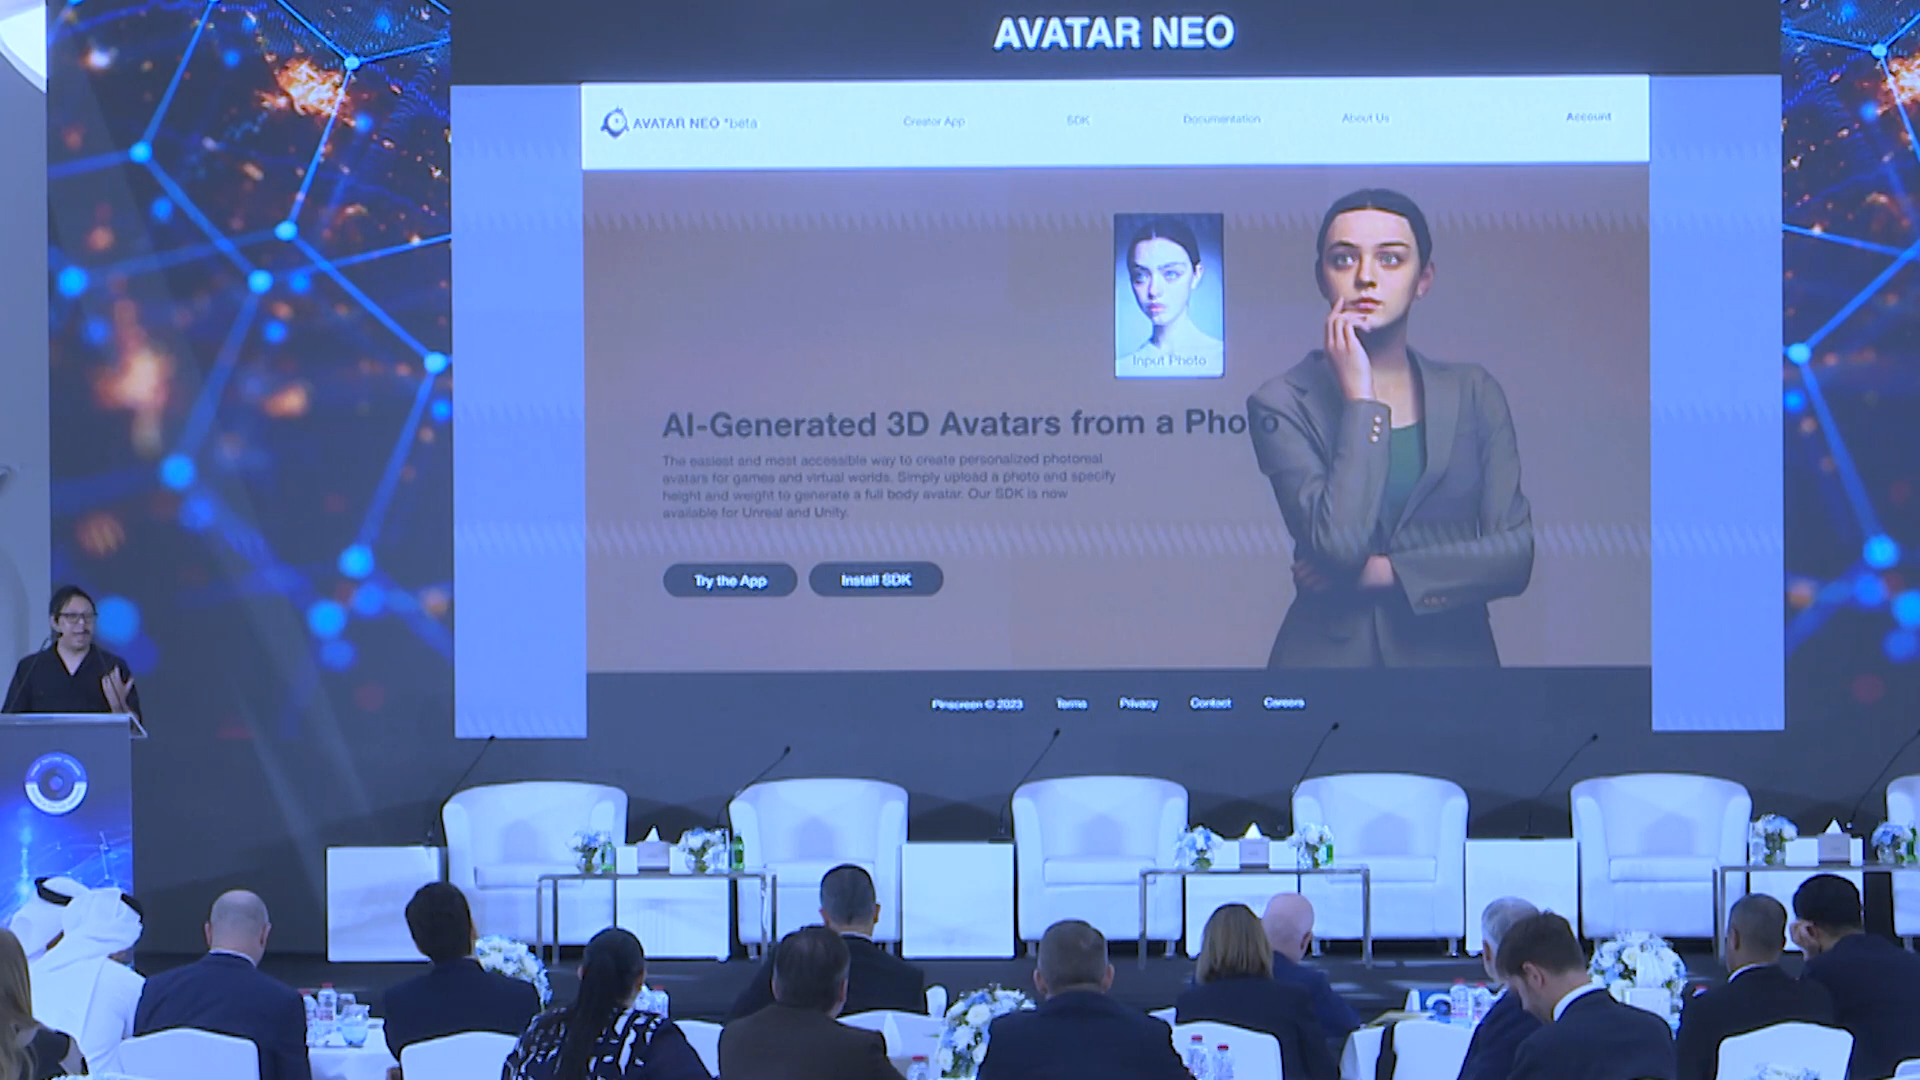 AVATAR NEO
AVATAR NEO *beta
Creator App
SDK
Documentation
About Us
Account
Input Photo
AI-Generated 3D Avatars from a Photo
The easiest and most accessible way to create personalized photoreal
avatars for games and virtual worlds. Simply upload a photo and specify
height and weight to generate a full body avatar. Our SDK is now
available for Unreal and Unity.
Try the App
Install SDK
Pinscreen © 2023
Terms
Privacy
Contact
Careers